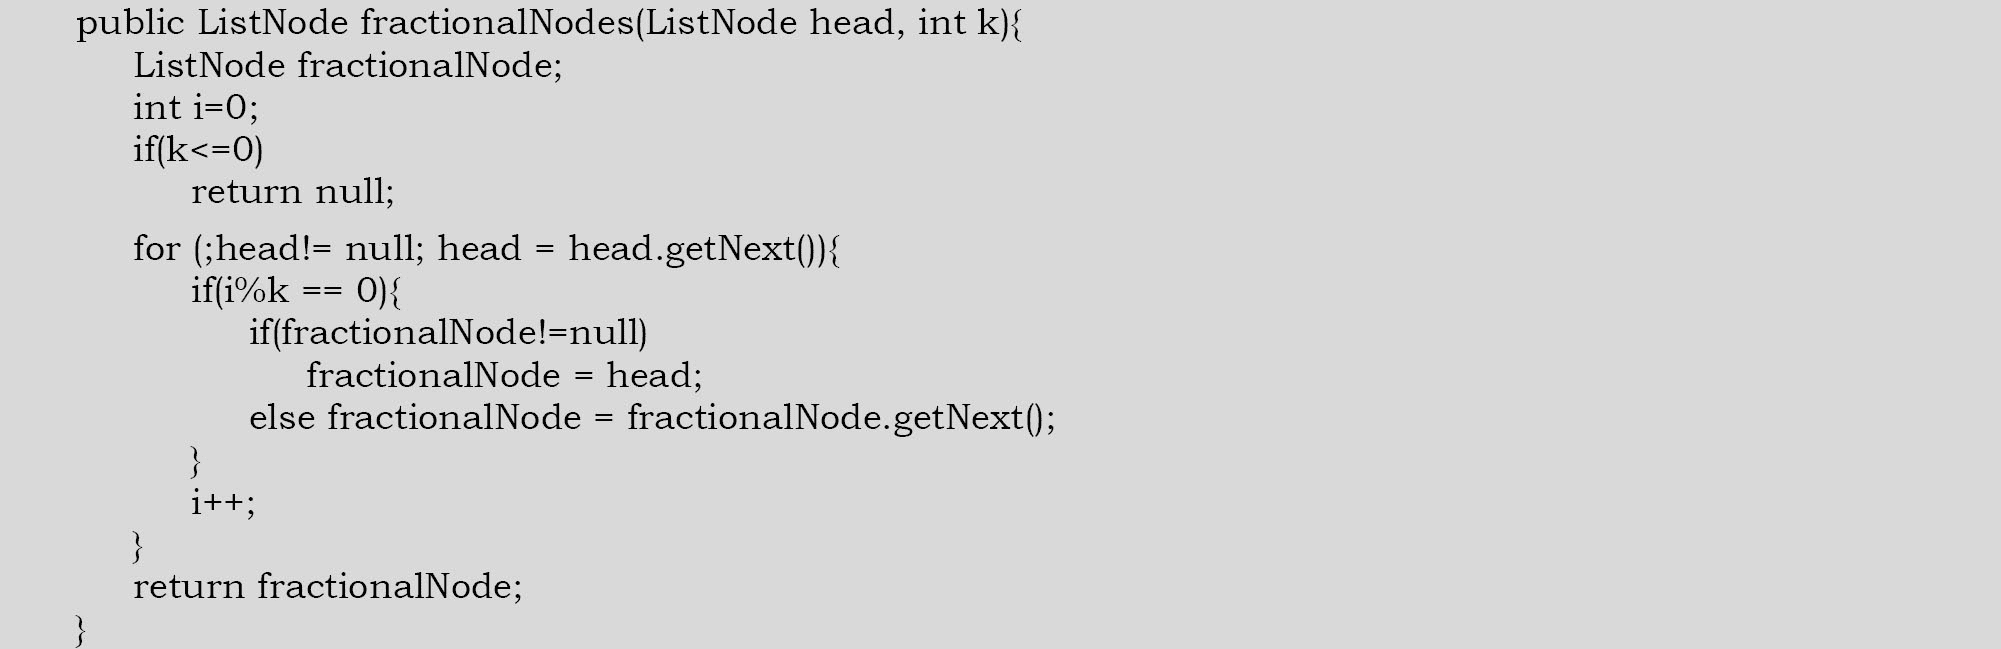 public ListNode fractionalNodes(ListNode head, int k){
ListNode fractionalNode;
int i=0;
if(k<=0)
return null;
for (;head!= null; head = head.getNext()){
if(i%k == 0){
if(fractionalNode!=null)
fractionalNode = head;
else fractionalNode = fractionalNode.getNext();
}
i++;
}
return fractionalNode;
}